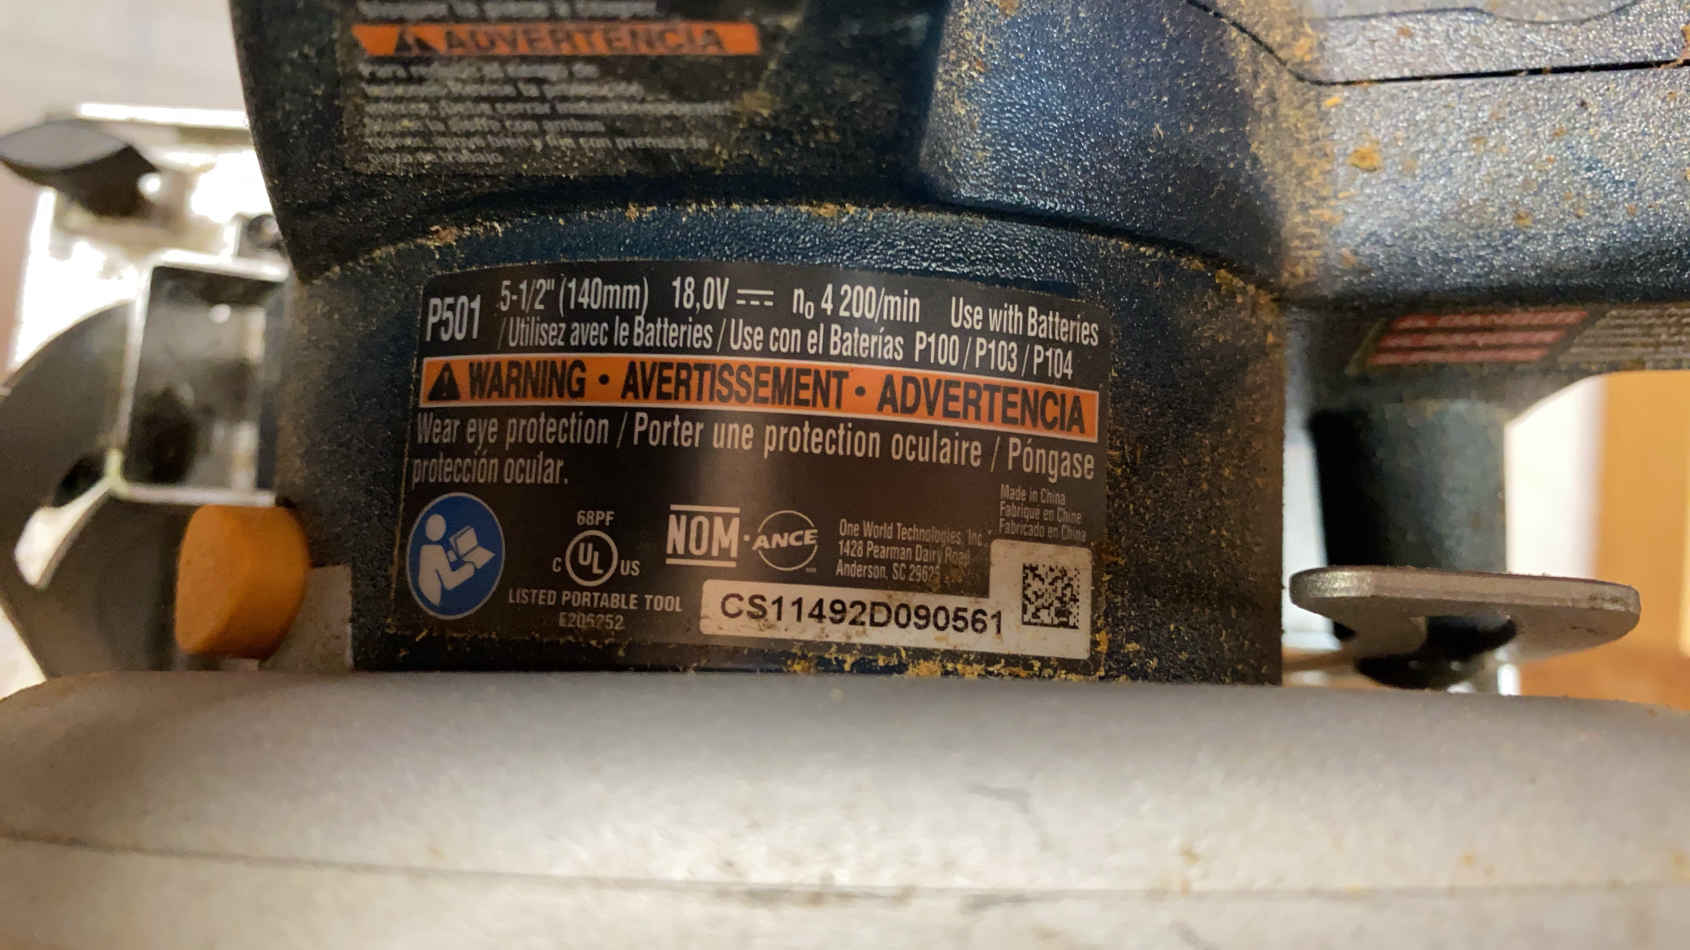 ADVERTENCIA
P501 5-1/2" (140mm) 18,0V n₀ 4 200/min Use with Batteries
/ Utilisez avec le Batteries / Use con el Baterías P100 / P103 / P104
WARNING • AVERTISSEMENT • ADVERTENCIA
Wear eye protection / Porter une protection oculaire / Póngase
protección ocular.
Made in China
Fabriqué en Chine
Fabricado en China
68PF
C UL US
LISTED PORTABLE TOOL
E205252
NOM • ANCE
One World Technologies, Inc.
1428 Pearman Dairy Road
Anderson, SC 29625
CS11492D090561